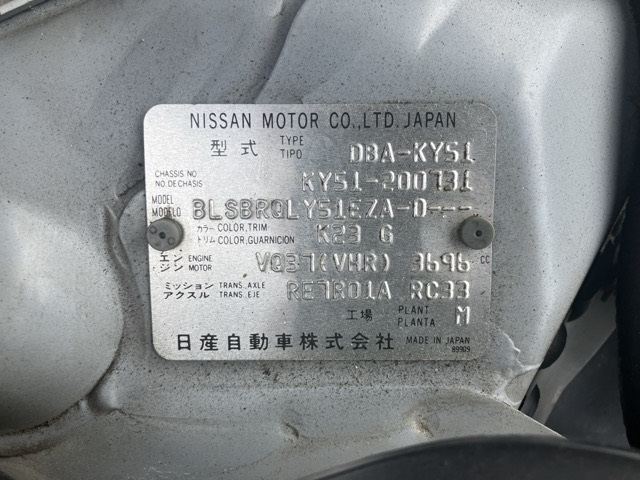 NISSAN MOTOR CO.,LTD. JAPAN
型式 TYPE TIPO DBA-KY51
CHASSIS NO. NO. DE CHASIS KY51-200731
MODEL MODELO BLSBRQLY51EZA-D---
カラー COLOR,TRIM トリム COLOR,GUARNICION K23 G
エンジン ENGINE MOTOR VQ37(VHR) 3696 CC
ミッション TRANS.,AXLE アクスル TRANS.,EJE RE7R01A RC33
工場 PLANT PLANTA M
日産自動車株式会社 MADE IN JAPAN
89909